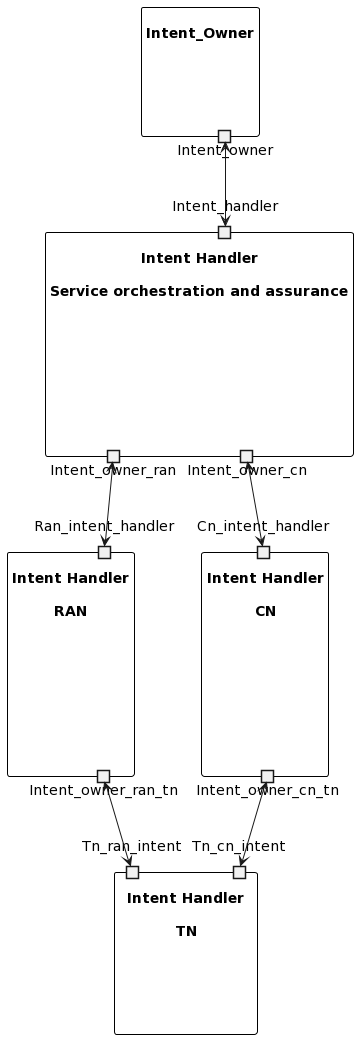 Intent_Owner
Intent_owner
Intent_handler
Intent Handler
Service orchestration and assurance
Intent_owner_ran Intent_owner_cn
Ran_intent_handler Cn_intent_handler
Intent Handler Intent Handler
RAN CN
Intent_owner_ran_tn Intent_owner_cn_tn
Tn_ran_intent Tn_cn_intent
Intent Handler
TN